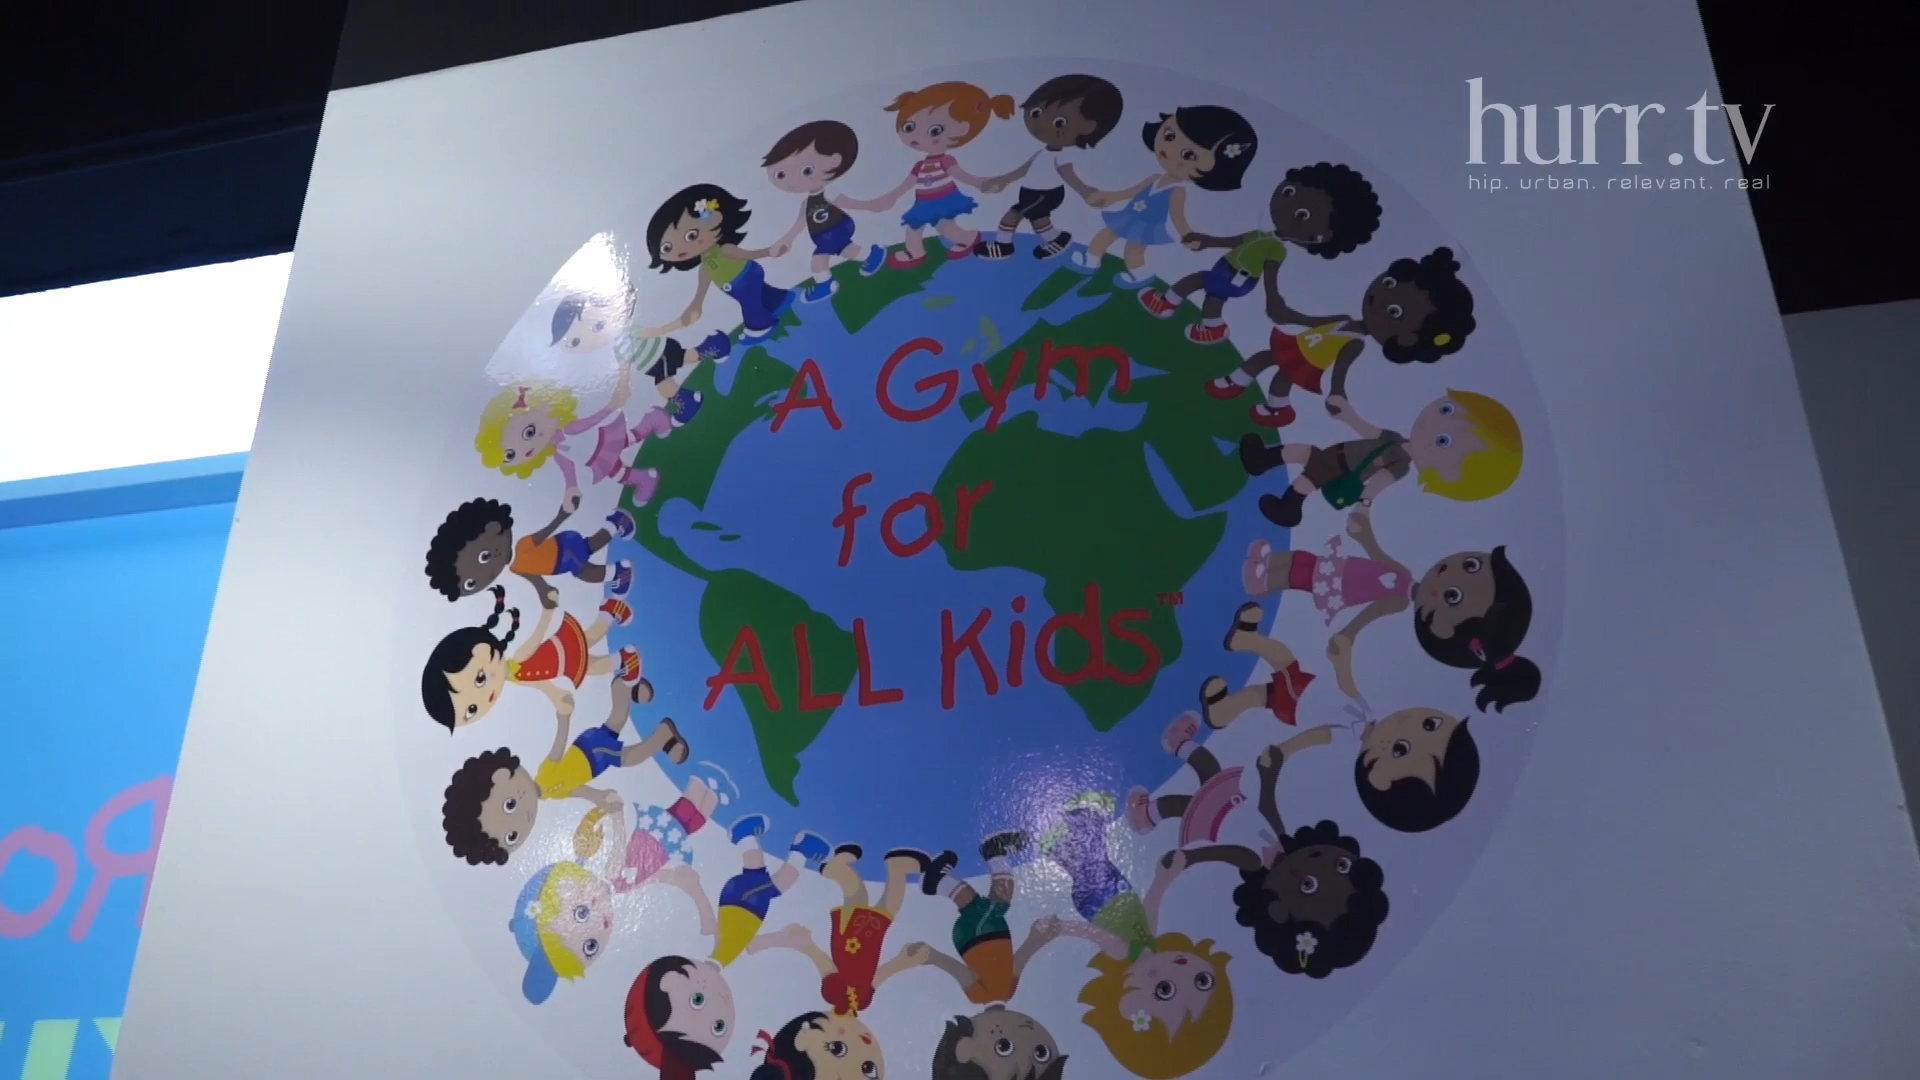 hurr.tv
hip. urban. relevant. real
A Gym
for
ALL Kids™
G
A